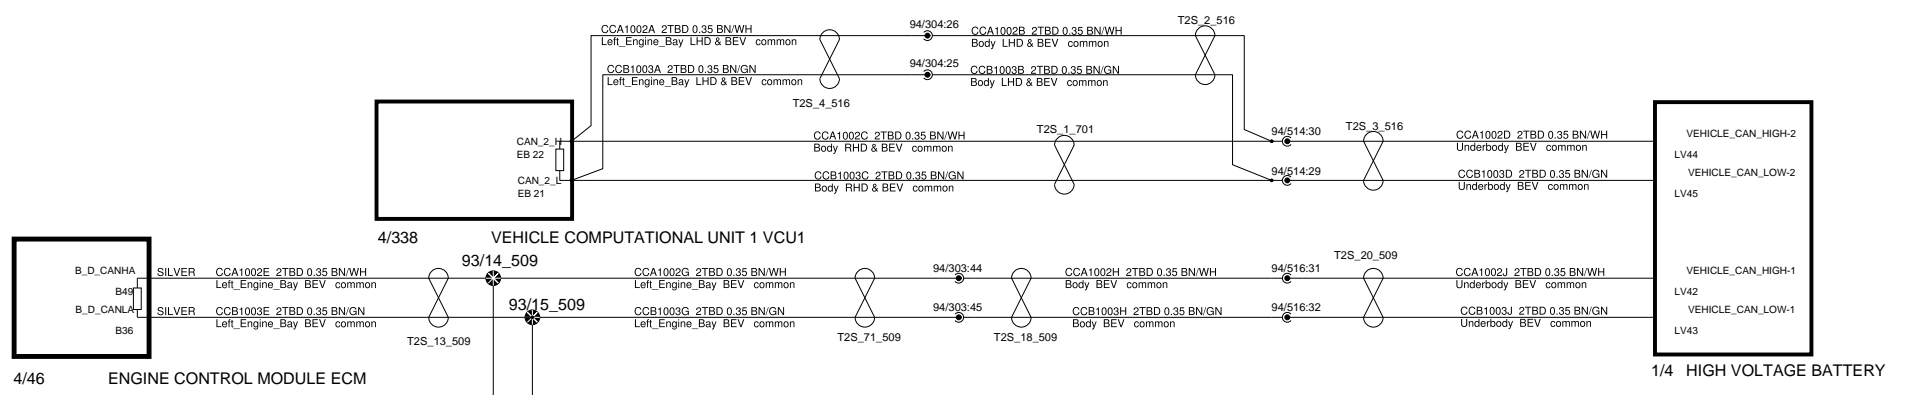 T2S_2_516
94/304:26
CCA1002A 2TBD 0.35 BN/WH
CCA1002B 2TBD 0.35 BN/WH
Left_Engine_Bay LHD & BEV common
Body LHD & BEV common
94/304:25
CCB1003A 2TBD 0.35 BN/GN
CCB1003B 2TBD 0.35 BN/GN
Left_Engine_Bay LHD & BEV common
Body LHD & BEV common
T2S_4_516
T2S_1_701
T2S_3_516
CAN_2_H
CCA1002C 2TBD 0.35 BN/WH
94/514:30
CCA1002D 2TBD 0.35 BN/WH
VEHICLE_CAN_HIGH-2
EB 22
Body RHD & BEV common
Underbody BEV common
LV44
CAN_2_L
CCB1003C 2TBD 0.35 BN/GN
94/514:29
CCB1003D 2TBD 0.35 BN/GN
VEHICLE_CAN_LOW-2
EB 21
Body RHD & BEV common
Underbody BEV common
LV45
4/338 VEHICLE COMPUTATIONAL UNIT 1 VCU1
93/14_509
T2S_20_509
B_D_CANHA
SILVER
CCA1002E 2TBD 0.35 BN/WH
CCA1002G 2TBD 0.35 BN/WH
94/303:44
CCA1002H 2TBD 0.35 BN/WH
94/516:31
CCA1002J 2TBD 0.35 BN/WH
VEHICLE_CAN_HIGH-1
B49
Left_Engine_Bay BEV common
Left_Engine_Bay BEV common
Body BEV common
Underbody BEV common
LV42
93/15_509
B_D_CANLA
SILVER
CCB1003E 2TBD 0.35 BN/GN
CCB1003G 2TBD 0.35 BN/GN
94/303:45
CCB1003H 2TBD 0.35 BN/GN
94/516:32
CCB1003J 2TBD 0.35 BN/GN
VEHICLE_CAN_LOW-1
B36
Left_Engine_Bay BEV common
Left_Engine_Bay BEV common
Body BEV common
Underbody BEV common
LV43
T2S_13_509
T2S_71_509
T2S_18_509
4/46 ENGINE CONTROL MODULE ECM
1/4 HIGH VOLTAGE BATTERY